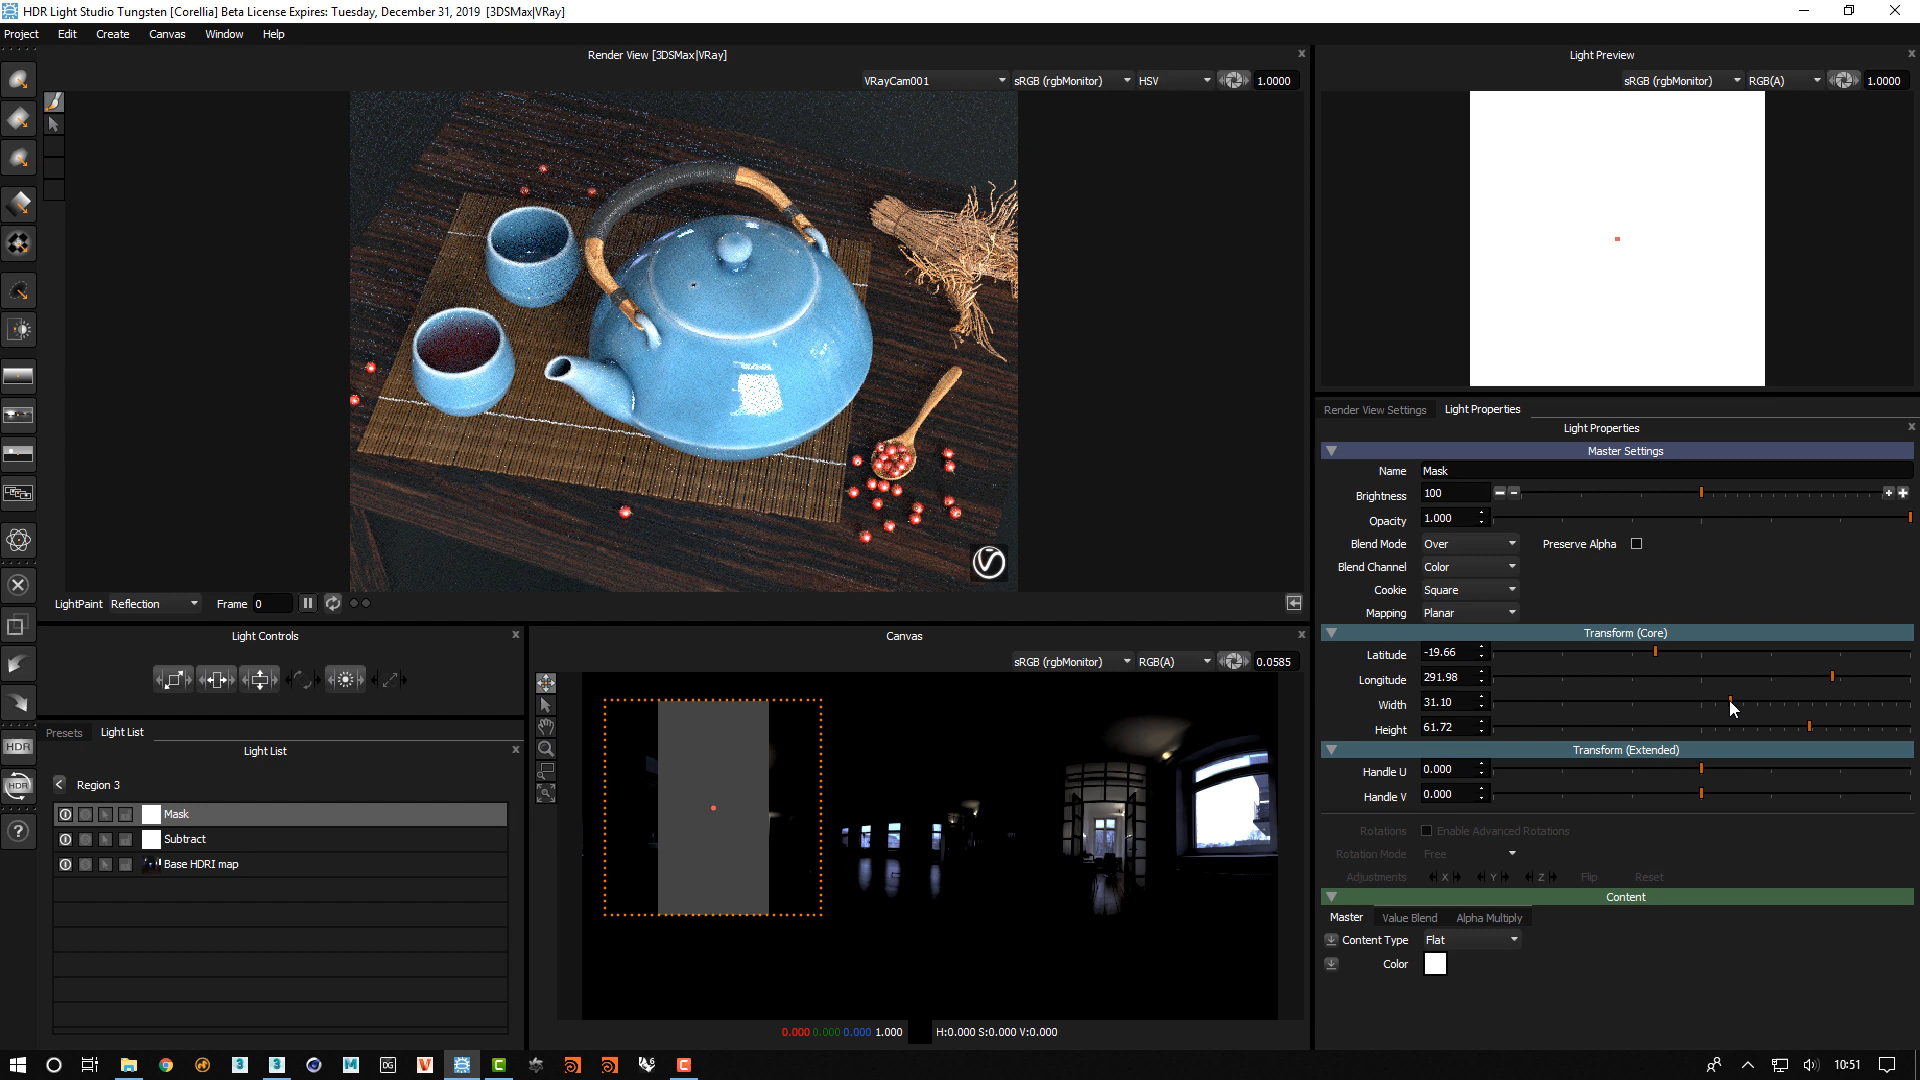 HDR Light Studio Tungsten [Corellia] Beta License Expires: Tuesday, December 31, 2019 [3DSMax|VRay]
Project Edit Create Canvas Window Help
Render View [3DSMax|VRay]
VRayCam001 sRGB (rgbMonitor) HSV 1.0000
LightPaint Reflection Frame 0
Light Controls
Presets Light List
Light List
Region 3
Mask
Subtract
Base HDRI map
HDR
HDR
?
Canvas
sRGB (rgbMonitor) RGB(A) 0.0585
0.000 0.000 0.000 1.000 H:0.000 S:0.000 V:0.000
Light Preview
sRGB (rgbMonitor) RGB(A) 1.0000
Render View Settings Light Properties
Light Properties
Master Settings
Name Mask
Brightness 100
Opacity 1.000
Blend Mode Over Preserve Alpha
Blend Channel Color
Cookie Square
Mapping Planar
Transform (Core)
Latitude -19.66
Longitude 291.98
Width 31.10
Height 61.72
Transform (Extended)
Handle U 0.000
Handle V 0.000
Rotations Enable Advanced Rotations
Rotation Mode Free
Adjustments X Y Z Flip Reset
Content
Master Value Blend Alpha Multiply
Content Type Flat
Color
3 3 M DG V C 6 C
10:51